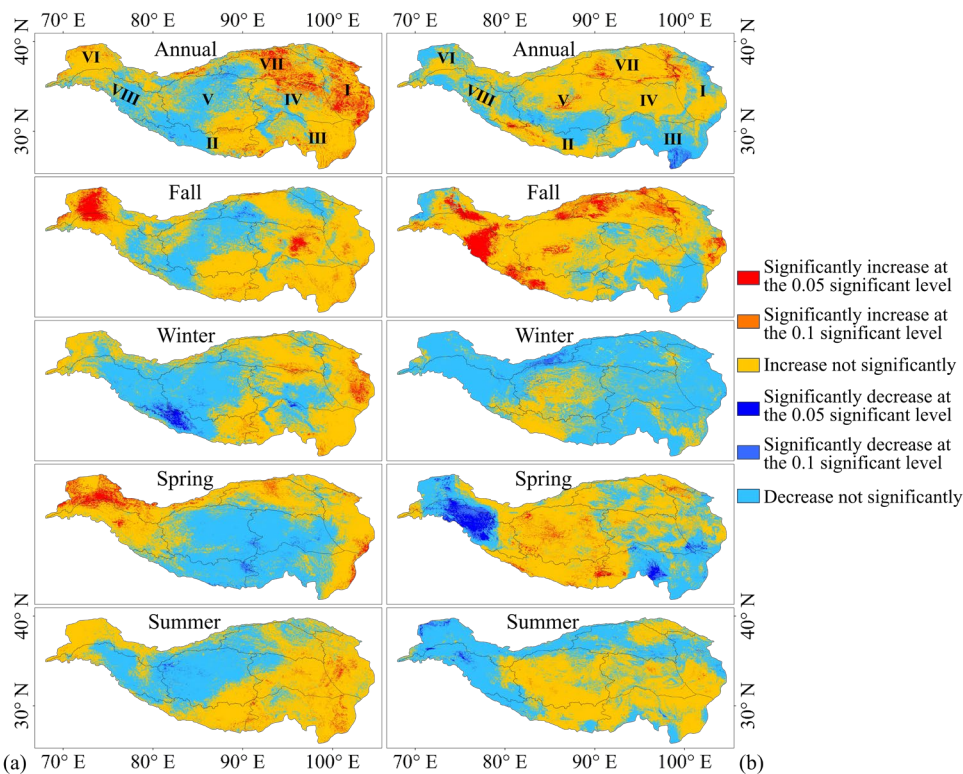 70° E 80° E 90° E 100° E 70° E 80° E 90° E 100° E
40° N
30° N
Annual
VI
VII
VIII
V
IV
I
II
III
Annual
VI
VII
VIII
V
IV
I
II
III
40° N
30° N
Fall
Fall
Winter
Winter
Spring
Spring
40° N
30° N
Summer
Summer
40° N
30° N
Significantly increase at
the 0.05 significant level
Significantly increase at
the 0.1 significant level
Increase not significantly
Significantly decrease at
the 0.05 significant level
Significantly decrease at
the 0.1 significant level
Decrease not significantly
(a) 70° E 80° E 90° E 100° E 70° E 80° E 90° E 100° E (b)